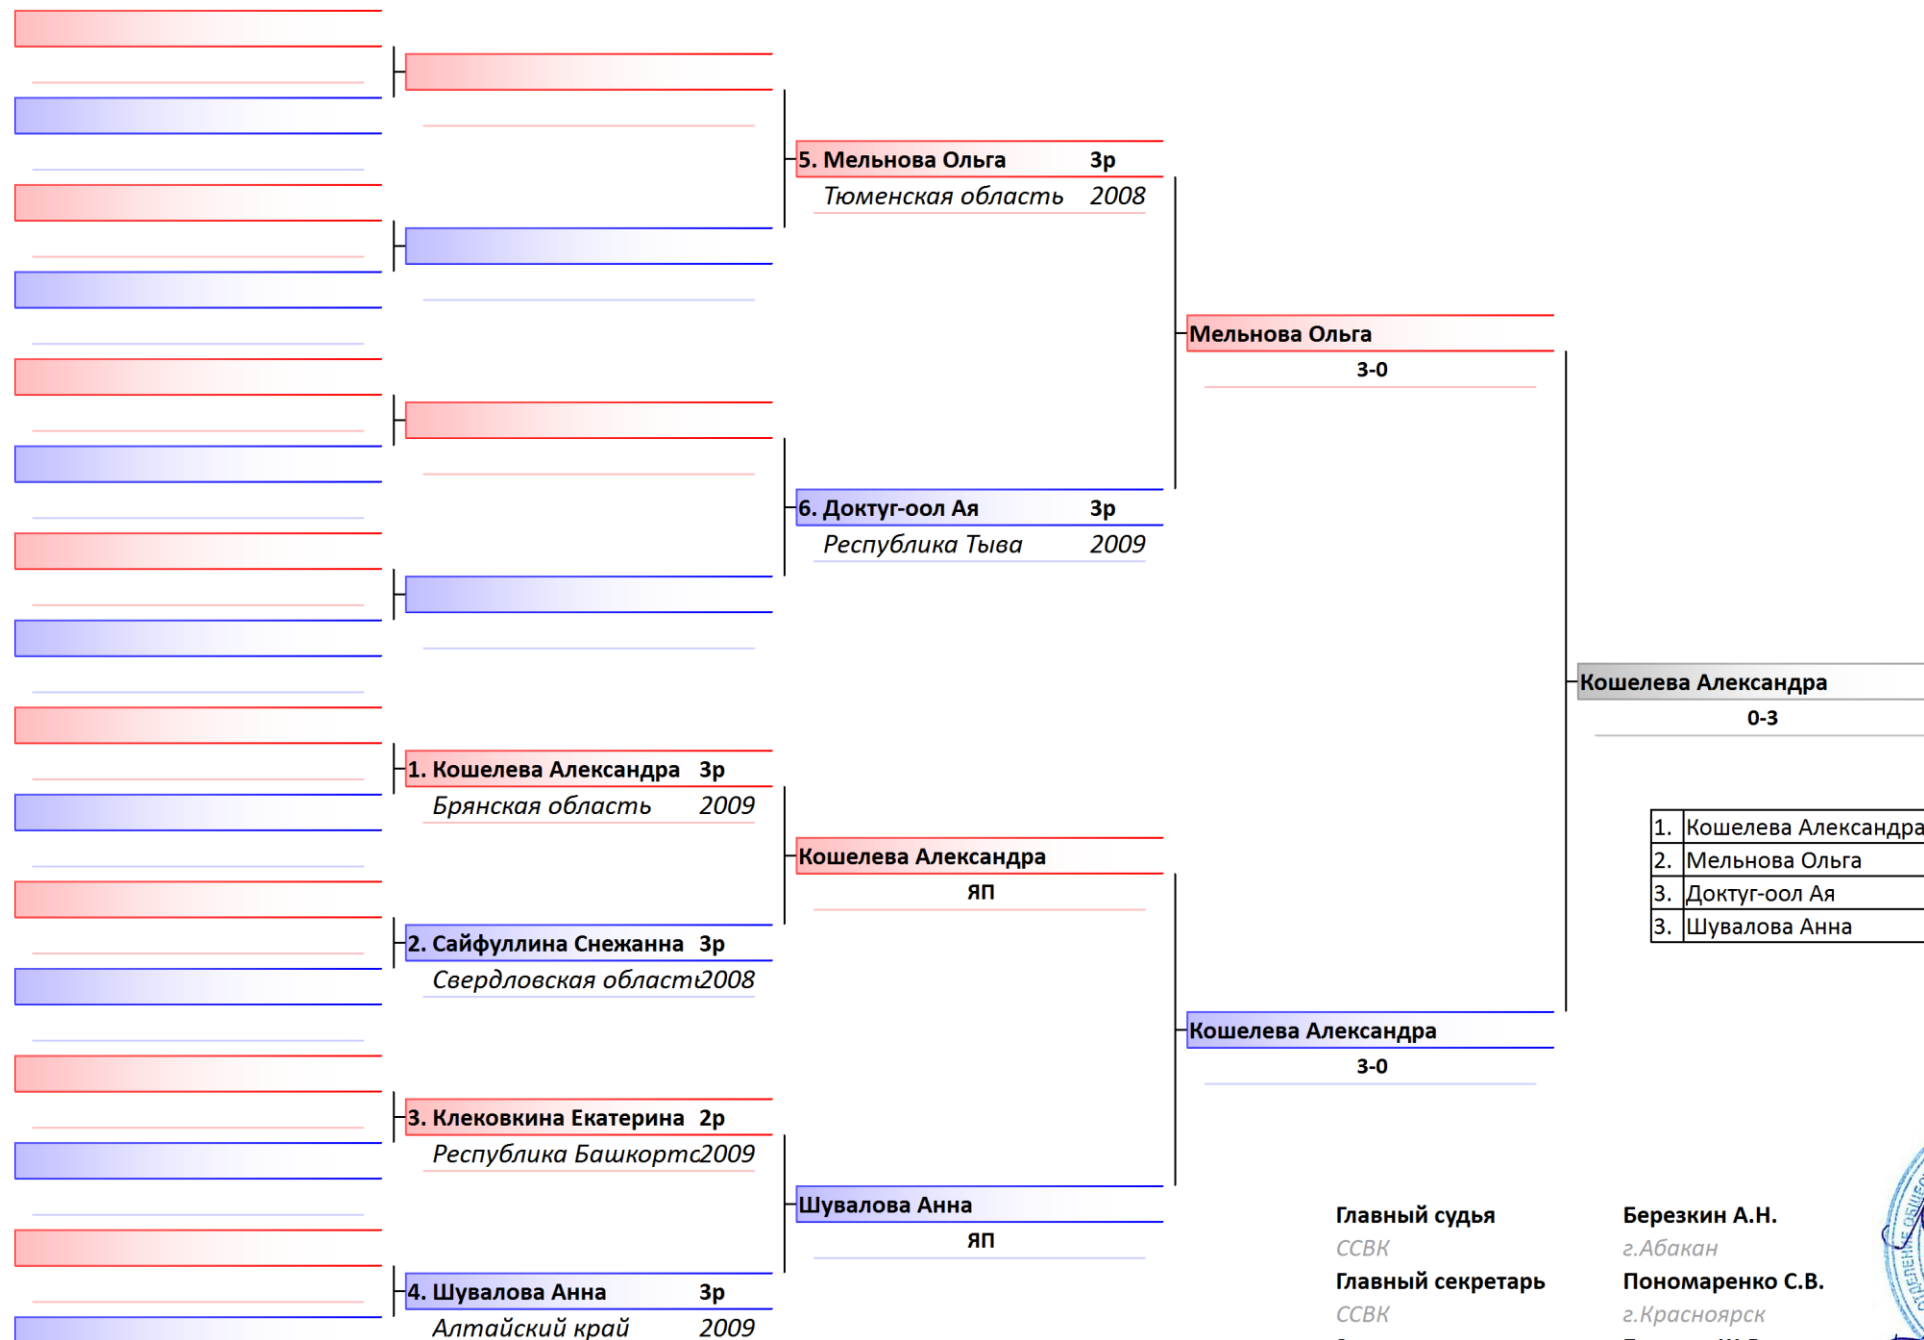 5. Мельнова Ольга 3р
Тюменская область 2008
Мельнова Ольга
3-0
6. Доктуг-оол Ая 3р
Республика Тыва 2009
Кошелева Александра
0-3
1. Кошелева Александра 3р
Брянская область 2009
Кошелева Александра
ЯП
2. Сайфуллина Снежанна 3р
Свердловская область 2008
1. Кошелева Александра
2. Мельнова Ольга
3. Доктуг-оол Ая
3. Шувалова Анна
Кошелева Александра
3-0
3. Клековкина Екатерина 2р
Республика Башкортс 2009
Шувалова Анна
ЯП
4. Шувалова Анна 3р
Алтайский край 2009
Главный судья Березкин А.Н.
ССВК г.Абакан
Главный секретарь Пономаренко С.В.
ССВК г.Красноярск